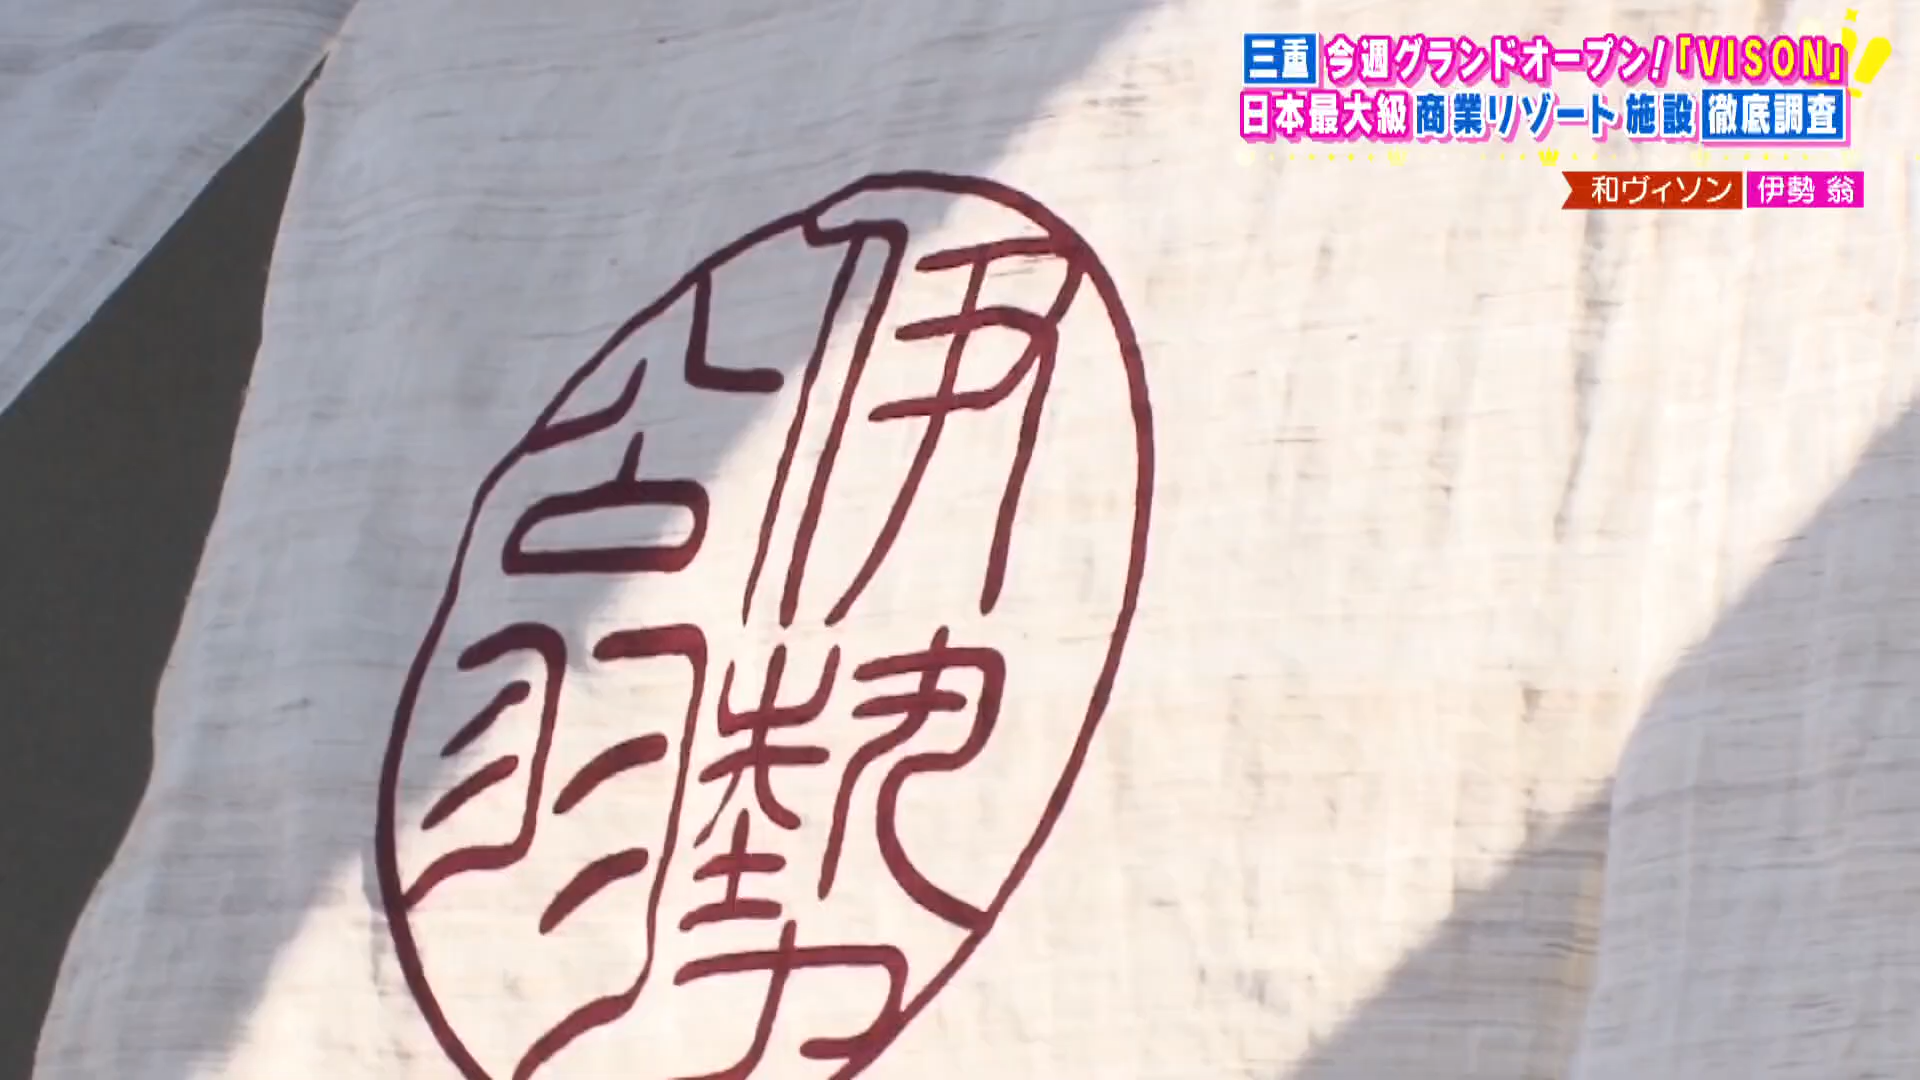 三重 今週グランドオープン!「VISON」
日本最大級 商業リゾート 施設 徹底調査
和ヴィソン 伊勢 翁
伊勢
翁